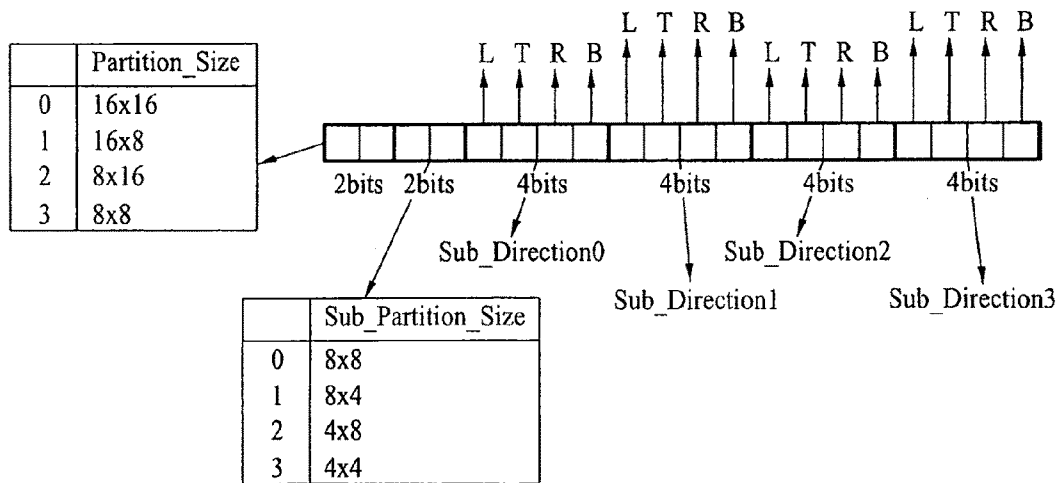 L T R B L T R B L T R B L T R B
Partition_Size
0 16x16
1 16x8
2 8x16
3 8x8
2bits 2bits 4bits 4bits 4bits 4bits
Sub_Direction0 Sub_Direction2
Sub_Direction1 Sub_Direction3
Sub_Partition_Size
0 8x8
1 8x4
2 4x8
3 4x4